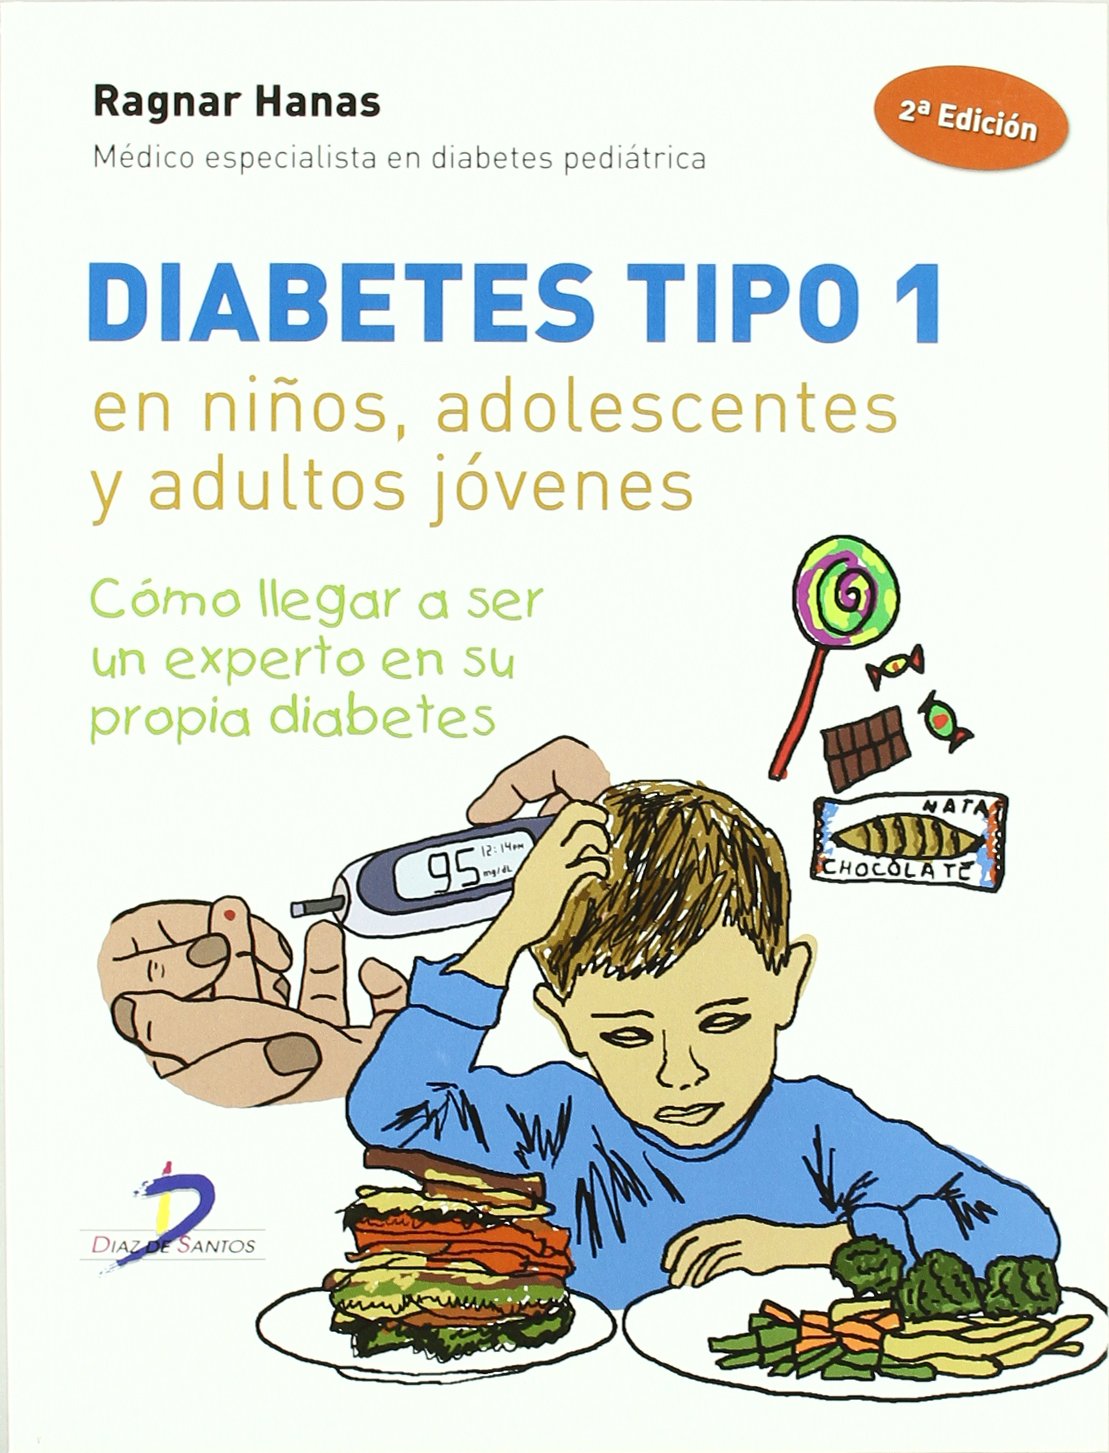 Ragnar Hanas
Médico especialista en diabetes pediátrica
2ª Edición
DIABETES TIPO 1
en niños, adolescentes
y adultos jóvenes
Cómo llegar a ser
un experto en su
propia diabetes
NATA
CHOCOLATE
95
12:14PM
mg/dL
DIAZ DE SANTOS